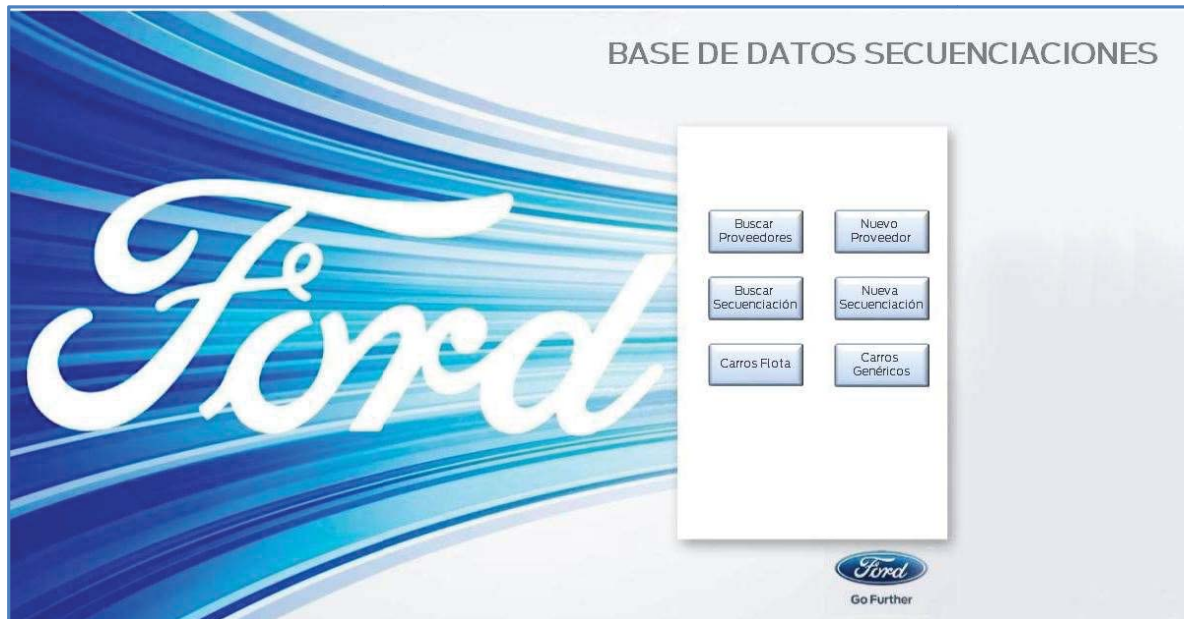 BASE DE DATOS SECUENCIACIONES
Ford
Buscar
Proveedores
Nuevo
Proveedor
Buscar
Secuenciación
Nueva
Secuenciación
Carros Flota
Carros
Genéricos
Ford
Go Further